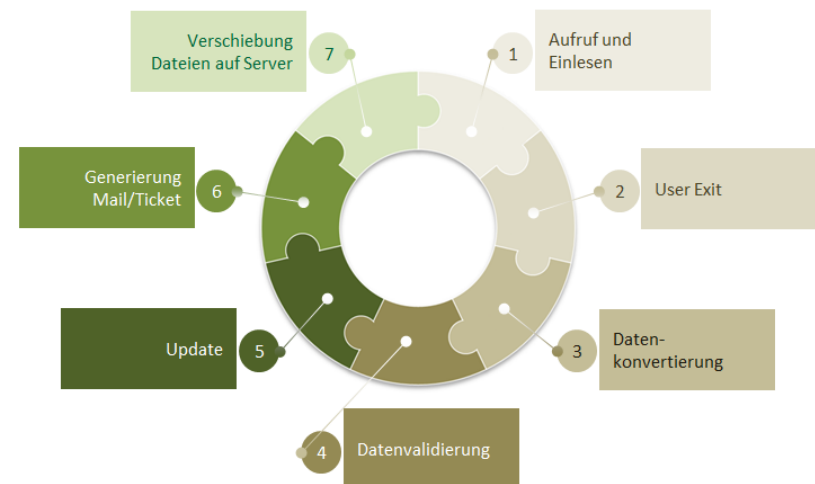 1
Aufruf und
Einlesen
2
User Exit
3
Daten-
konvertierung
4
Datenvalidierung
5
Update
6
Generierung
Mail/Ticket
7
Verschiebung
Dateien auf Server